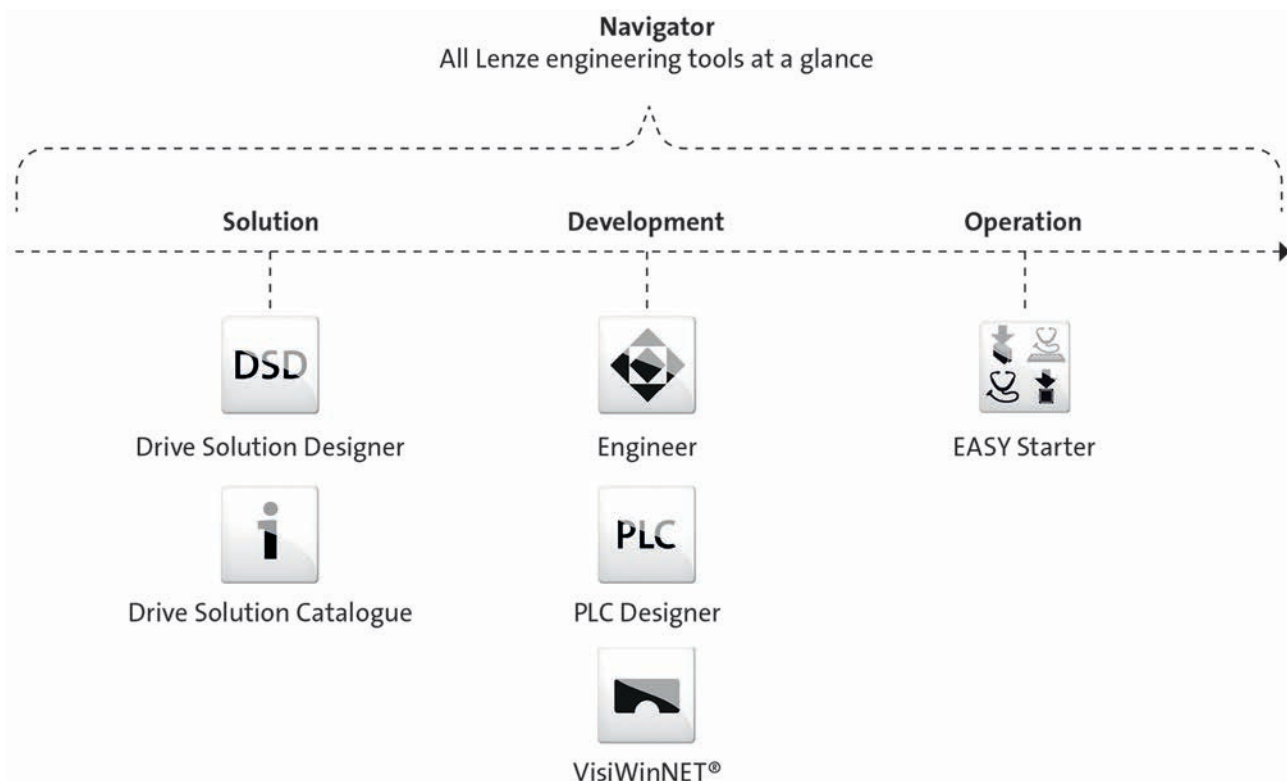 Navigator
All Lenze engineering tools at a glance
Solution
Development
Operation
DSD
Drive Solution Designer
Engineer
EASY Starter
i
Drive Solution Catalogue
PLC
PLC Designer
VisiWinNET®